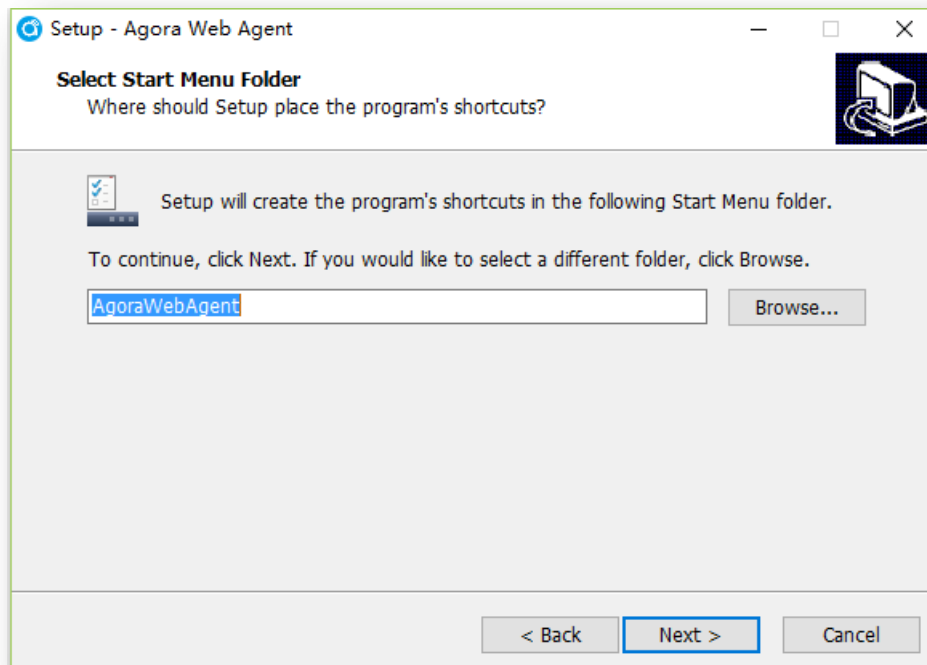 Setup - Agora Web Agent
Select Start Menu Folder
Where should Setup place the program's shortcuts?
Setup will create the program's shortcuts in the following Start Menu folder.
To continue, click Next. If you would like to select a different folder, click Browse.
AgoraWebAgent
Browse...
< Back
Next >
Cancel